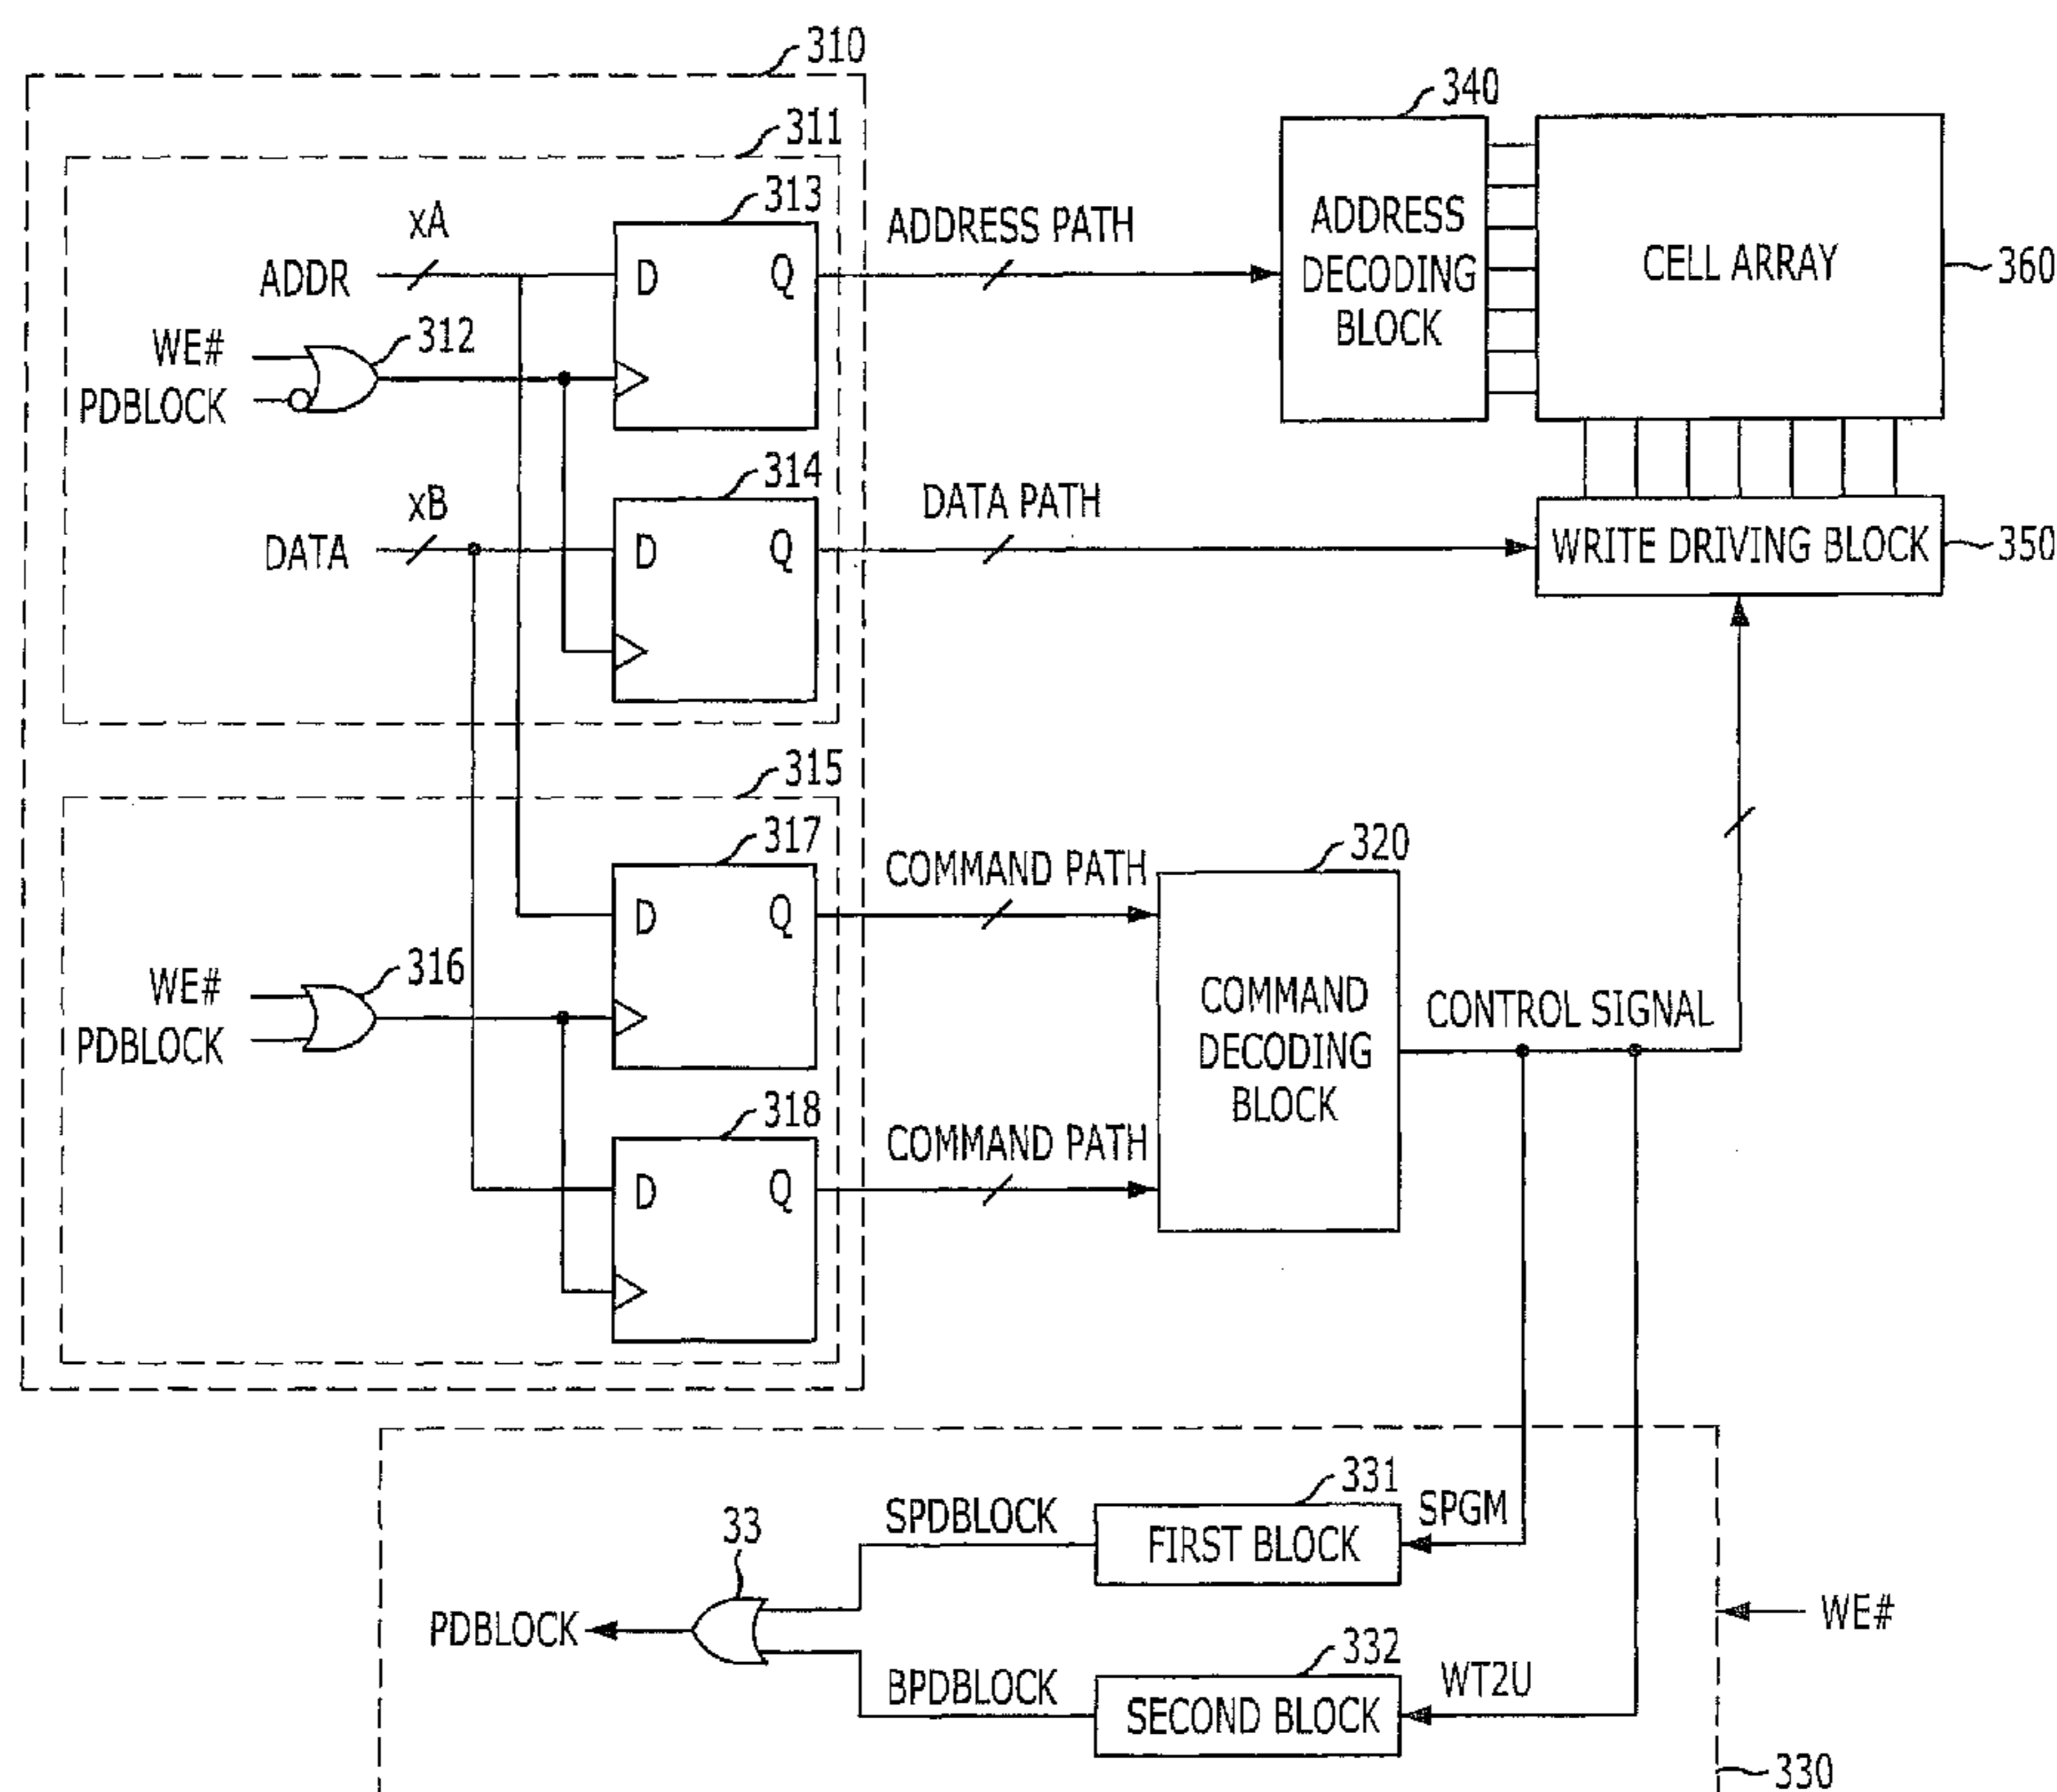 310
311
313
xA
ADDR
D
Q
ADDRESS PATH
WE#
PDBLOCK
312
340
ADDRESS
DECODING
BLOCK
CELL ARRAY
360
314
xB
DATA
D
Q
DATA PATH
WRITE DRIVING BLOCK
350
315
317
D
Q
COMMAND PATH
WE#
PDBLOCK
316
320
COMMAND
DECODING
BLOCK
CONTROL SIGNAL
318
D
Q
COMMAND PATH
331
FIRST BLOCK
SPGM
SPDBLOCK
33
PDBLOCK
WE#
332
SECOND BLOCK
WT2U
BPDBLOCK
330